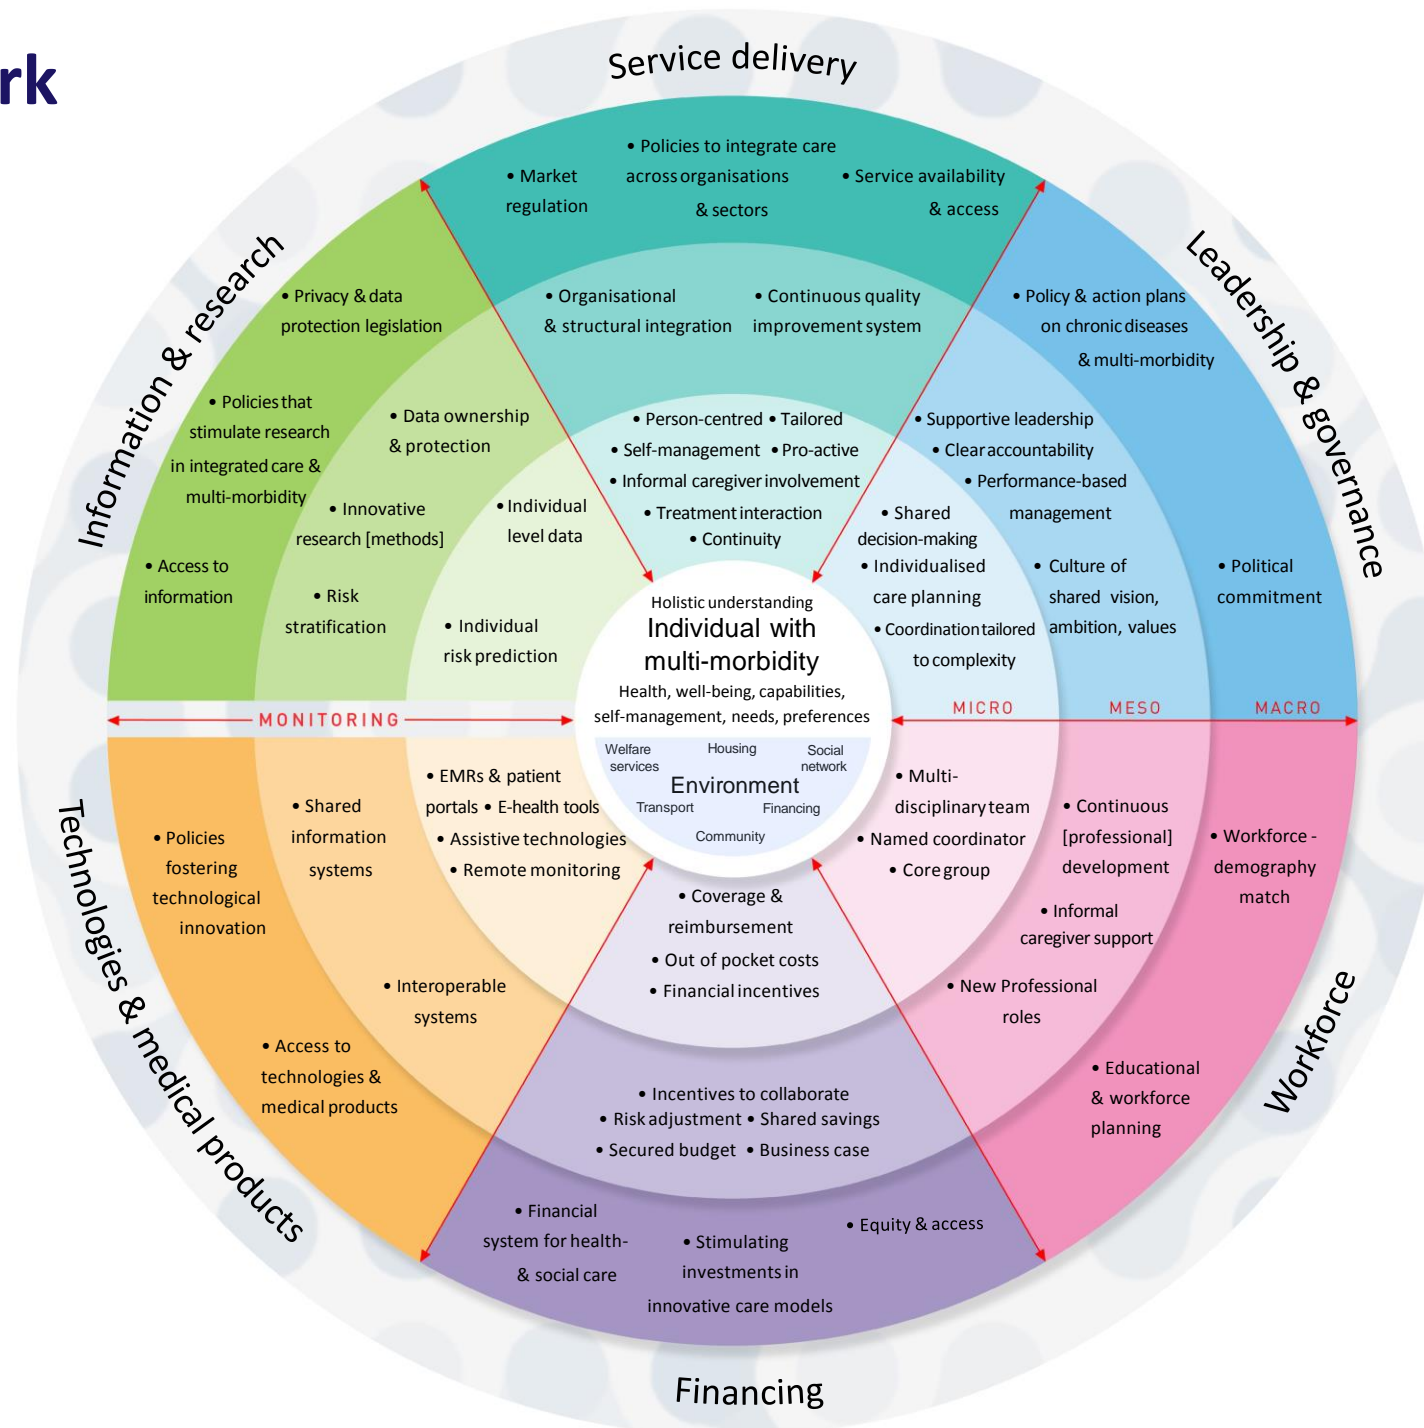 rk
Service delivery
• Policies to integrate care
across organisations
& sectors
• Market
regulation
• Service availability
& access
• Organisational
& structural integration
• Continuous quality
improvement system
• Person-centred • Tailored
• Self-management • Pro-active
• Informal caregiver involvement
• Treatment interaction
• Continuity
Leadership & governance
• Policy & action plans
on chronic diseases
& multi-morbidity
• Political
commitment
• Supportive leadership
• Clear accountability
• Performance-based
management
• Culture of
shared vision,
ambition, values
• Shared
decision-making
• Individualised
care planning
• Coordination tailored
to complexity
Information & research
• Privacy & data
protection legislation
• Policies that
stimulate research
in integrated care &
multi-morbidity
• Access to
information
• Data ownership
& protection
• Innovative
research [methods]
• Risk
stratification
• Individual
level data
• Individual
risk prediction
Holistic understanding
Individual with
multi-morbidity
Health, well-being, capabilities,
self-management, needs, preferences
Welfare
services
Housing
Social
network
Environment
Transport
Financing
Community
MONITORING
MICRO
MESO
MACRO
Technologies & medical products
• Policies
fostering
technological
innovation
• Access to
technologies &
medical products
• Shared
information
systems
• Interoperable
systems
• EMRs & patient
portals • E-health tools
• Assistive technologies
• Remote monitoring
Workforce
• Multi-
disciplinary team
• Named coordinator
• Core group
• Continuous
[professional]
development
• Informal
caregiver support
• New Professional
roles
• Workforce -
demography
match
• Educational
& workforce
planning
• Coverage &
reimbursement
• Out of pocket costs
• Financial incentives
• Incentives to collaborate
• Risk adjustment • Shared savings
• Secured budget • Business case
• Financial
system for health-
& social care
• Stimulating
investments in
innovative care models
• Equity & access
Financing